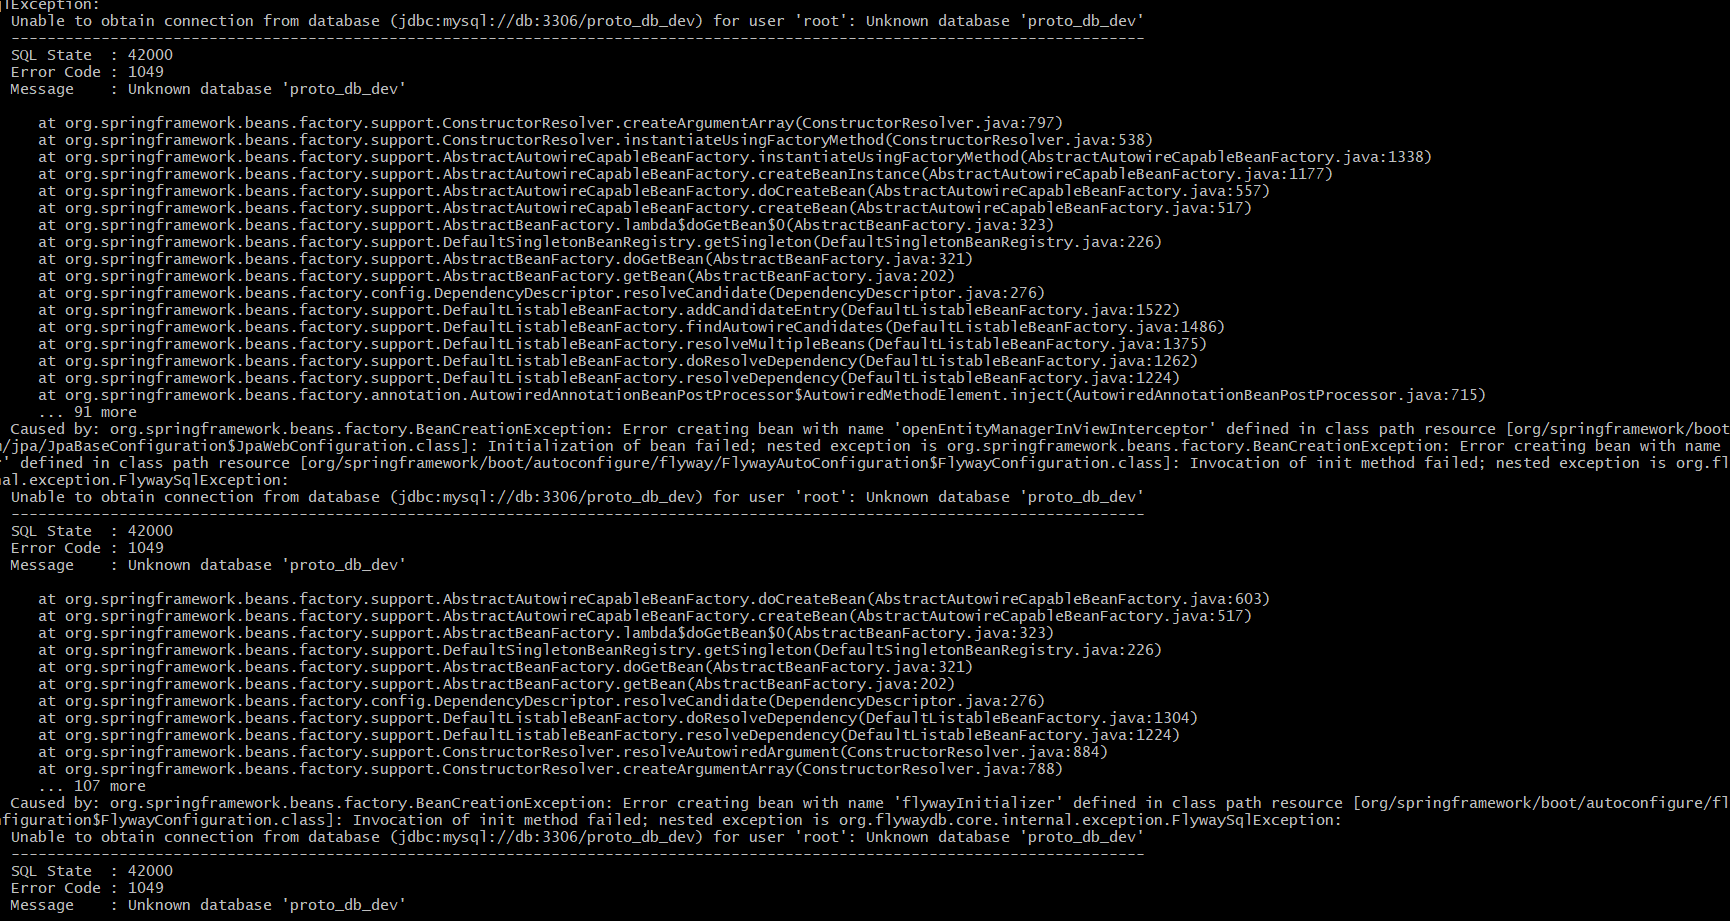 qlException:
Unable to obtain connection from database (jdbc:mysql://db:3306/proto_db_dev) for user 'root': Unknown database 'proto_db_dev'
------------------------------------------------------------------------------------------------------------------------------
SQL State  : 42000
Error Code : 1049
Message    : Unknown database 'proto_db_dev'
at org.springframework.beans.factory.support.ConstructorResolver.createArgumentArray(ConstructorResolver.java:797)
at org.springframework.beans.factory.support.ConstructorResolver.instantiateUsingFactoryMethod(ConstructorResolver.java:538)
at org.springframework.beans.factory.support.AbstractAutowireCapableBeanFactory.instantiateUsingFactoryMethod(AbstractAutowireCapableBeanFactory.java:1338)
at org.springframework.beans.factory.support.AbstractAutowireCapableBeanFactory.createBeanInstance(AbstractAutowireCapableBeanFactory.java:1177)
at org.springframework.beans.factory.support.AbstractAutowireCapableBeanFactory.doCreateBean(AbstractAutowireCapableBeanFactory.java:557)
at org.springframework.beans.factory.support.AbstractAutowireCapableBeanFactory.createBean(AbstractAutowireCapableBeanFactory.java:517)
at org.springframework.beans.factory.support.AbstractBeanFactory.lambda$doGetBean$0(AbstractBeanFactory.java:323)
at org.springframework.beans.factory.support.DefaultSingletonBeanRegistry.getSingleton(DefaultSingletonBeanRegistry.java:226)
at org.springframework.beans.factory.support.AbstractBeanFactory.doGetBean(AbstractBeanFactory.java:321)
at org.springframework.beans.factory.support.AbstractBeanFactory.getBean(AbstractBeanFactory.java:202)
at org.springframework.beans.factory.config.DependencyDescriptor.resolveCandidate(DependencyDescriptor.java:276)
at org.springframework.beans.factory.support.DefaultListableBeanFactory.addCandidateEntry(DefaultListableBeanFactory.java:1522)
at org.springframework.beans.factory.support.DefaultListableBeanFactory.findAutowireCandidates(DefaultListableBeanFactory.java:1486)
at org.springframework.beans.factory.support.DefaultListableBeanFactory.resolveMultipleBeans(DefaultListableBeanFactory.java:1375)
at org.springframework.beans.factory.support.DefaultListableBeanFactory.doResolveDependency(DefaultListableBeanFactory.java:1262)
at org.springframework.beans.factory.support.DefaultListableBeanFactory.resolveDependency(DefaultListableBeanFactory.java:1224)
at org.springframework.beans.factory.annotation.AutowiredAnnotationBeanPostProcessor$AutowiredMethodElement.inject(AutowiredAnnotationBeanPostProcessor.java:715)
... 91 more
Caused by: org.springframework.beans.factory.BeanCreationException: Error creating bean with name 'openEntityManagerInViewInterceptor' defined in class path resource [org/springframework/boot
m/jpa/JpaBaseConfiguration$JpaWebConfiguration.class]: Initialization of bean failed; nested exception is org.springframework.beans.factory.BeanCreationException: Error creating bean with name
r' defined in class path resource [org/springframework/boot/autoconfigure/flyway/FlywayAutoConfiguration$FlywayConfiguration.class]: Invocation of init method failed; nested exception is org.fl
nal.exception.FlywaySqlException:
Unable to obtain connection from database (jdbc:mysql://db:3306/proto_db_dev) for user 'root': Unknown database 'proto_db_dev'
------------------------------------------------------------------------------------------------------------------------------
SQL State  : 42000
Error Code : 1049
Message    : Unknown database 'proto_db_dev'
at org.springframework.beans.factory.support.AbstractAutowireCapableBeanFactory.doCreateBean(AbstractAutowireCapableBeanFactory.java:603)
at org.springframework.beans.factory.support.AbstractAutowireCapableBeanFactory.createBean(AbstractAutowireCapableBeanFactory.java:517)
at org.springframework.beans.factory.support.AbstractBeanFactory.lambda$doGetBean$0(AbstractBeanFactory.java:323)
at org.springframework.beans.factory.support.DefaultSingletonBeanRegistry.getSingleton(DefaultSingletonBeanRegistry.java:226)
at org.springframework.beans.factory.support.AbstractBeanFactory.doGetBean(AbstractBeanFactory.java:321)
at org.springframework.beans.factory.support.AbstractBeanFactory.getBean(AbstractBeanFactory.java:202)
at org.springframework.beans.factory.config.DependencyDescriptor.resolveCandidate(DependencyDescriptor.java:276)
at org.springframework.beans.factory.support.DefaultListableBeanFactory.doResolveDependency(DefaultListableBeanFactory.java:1304)
at org.springframework.beans.factory.support.DefaultListableBeanFactory.resolveDependency(DefaultListableBeanFactory.java:1224)
at org.springframework.beans.factory.support.ConstructorResolver.resolveAutowiredArgument(ConstructorResolver.java:884)
at org.springframework.beans.factory.support.ConstructorResolver.createArgumentArray(ConstructorResolver.java:788)
... 107 more
Caused by: org.springframework.beans.factory.BeanCreationException: Error creating bean with name 'flywayInitializer' defined in class path resource [org/springframework/boot/autoconfigure/fl
nfiguration$FlywayConfiguration.class]: Invocation of init method failed; nested exception is org.flywaydb.core.internal.exception.FlywaySqlException:
Unable to obtain connection from database (jdbc:mysql://db:3306/proto_db_dev) for user 'root': Unknown database 'proto_db_dev'
------------------------------------------------------------------------------------------------------------------------------
SQL State  : 42000
Error Code : 1049
Message    : Unknown database 'proto_db_dev'